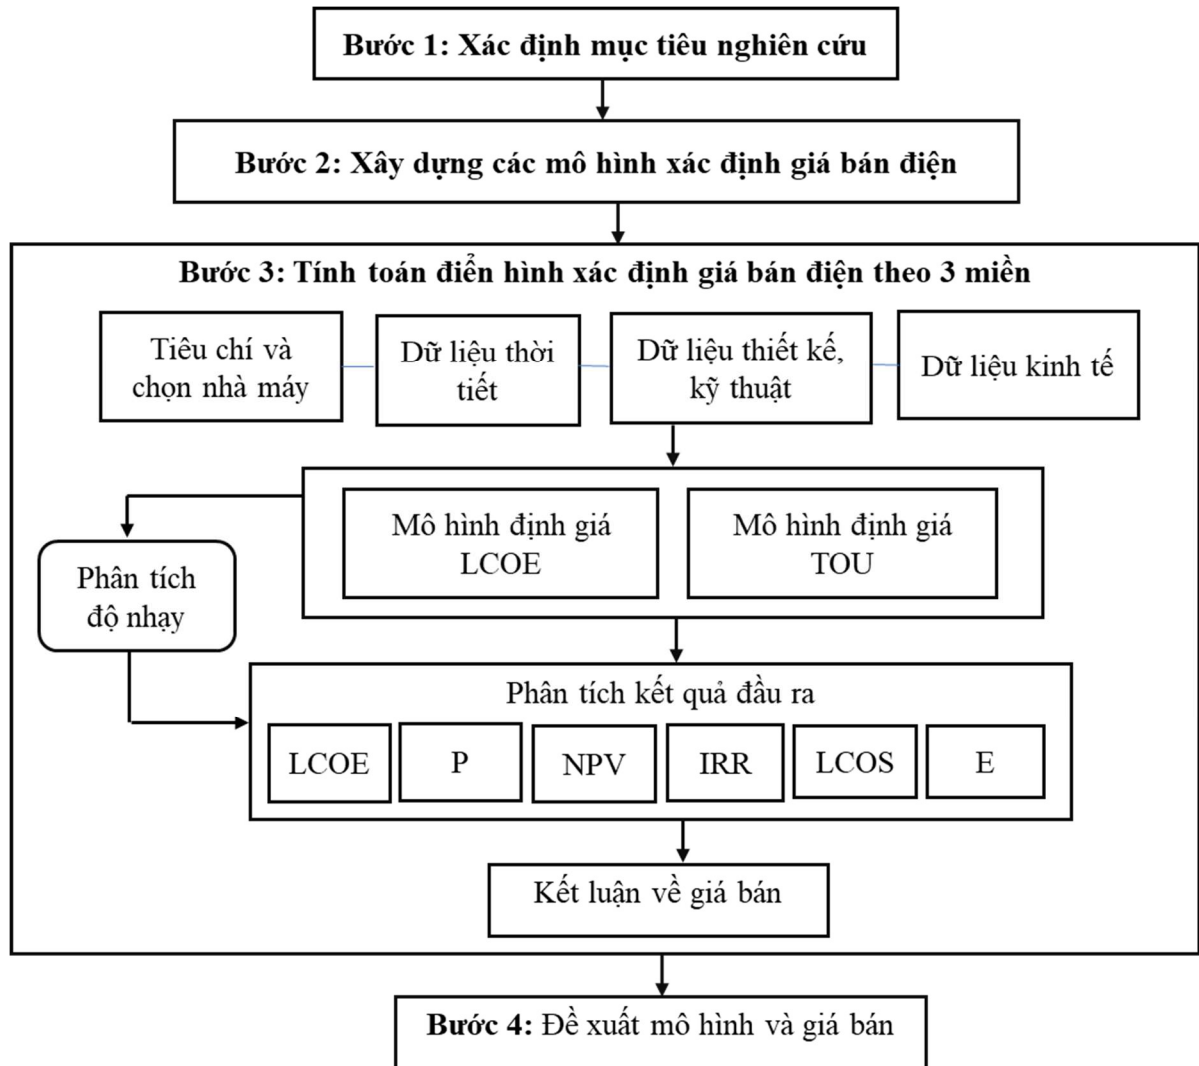 Bước 1: Xác định mục tiêu nghiên cứu
Bước 2: Xây dựng các mô hình xác định giá bán điện
Bước 3: Tính toán điển hình xác định giá bán điện theo 3 miền
Tiêu chí và
chọn nhà máy
Dữ liệu thời
tiết
Dữ liệu thiết kế,
kỹ thuật
Dữ liệu kinh tế
Mô hình định giá
LCOE
Mô hình định giá
TOU
Phân tích
độ nhạy
Phân tích kết quả đầu ra
LCOE
P
NPV
IRR
LCOS
E
Kết luận về giá bán
Bước 4: Đề xuất mô hình và giá bán